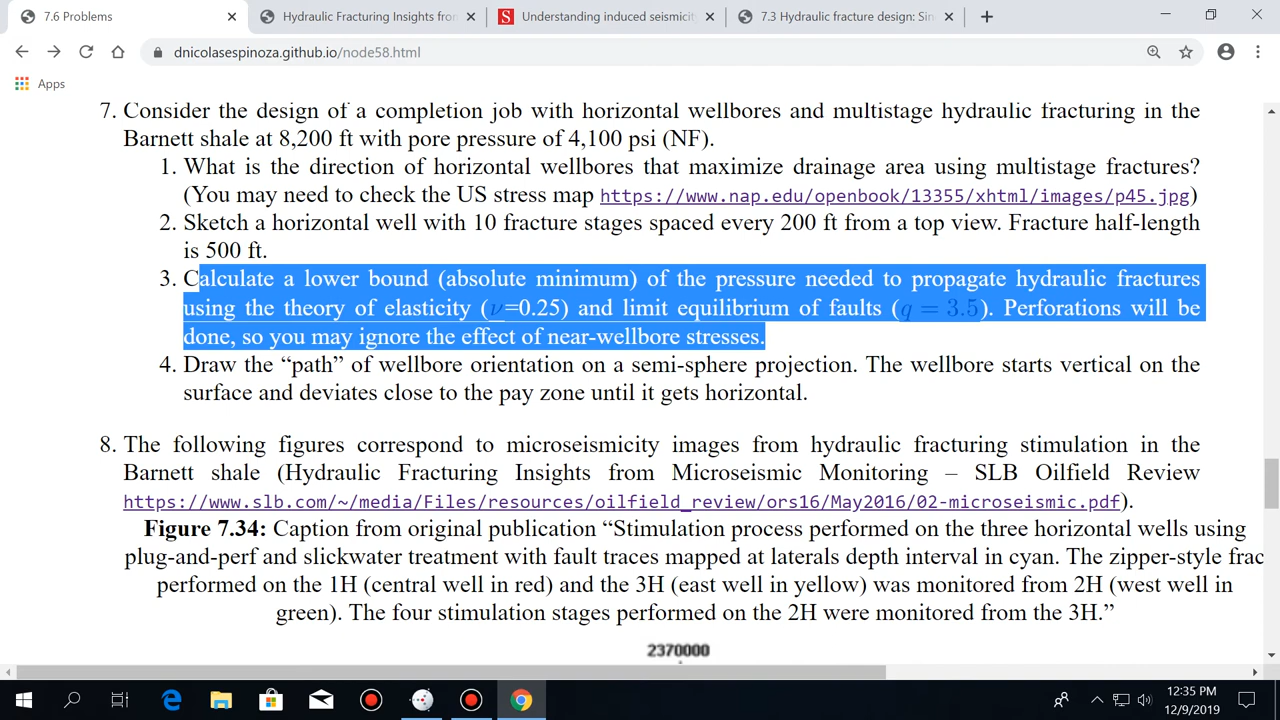 7.6 Problems
Hydraulic Fracturing Insights from
Understanding induced seismicity
7.3 Hydraulic fracture design: Sin
dnicolasespinoza.github.io/node58.html
Apps
7. Consider the design of a completion job with horizontal wellbores and multistage hydraulic fracturing in the
Barnett shale at 8,200 ft with pore pressure of 4,100 psi (NF).
1. What is the direction of horizontal wellbores that maximize drainage area using multistage fractures?
(You may need to check the US stress map https://www.nap.edu/openbook/13355/xhtml/images/p45.jpg)
2. Sketch a horizontal well with 10 fracture stages spaced every 200 ft from a top view. Fracture half-length
is 500 ft.
3. Calculate a lower bound (absolute minimum) of the pressure needed to propagate hydraulic fractures
using the theory of elasticity (ν=0.25) and limit equilibrium of faults (q = 3.5). Perforations will be
done, so you may ignore the effect of near-wellbore stresses.
4. Draw the “path” of wellbore orientation on a semi-sphere projection. The wellbore starts vertical on the
surface and deviates close to the pay zone until it gets horizontal.
8. The following figures correspond to microseismicity images from hydraulic fracturing stimulation in the
Barnett shale (Hydraulic Fracturing Insights from Microseismic Monitoring – SLB Oilfield Review
https://www.slb.com/~/media/Files/resources/oilfield_review/ors16/May2016/02-microseismic.pdf).
Figure 7.34: Caption from original publication “Stimulation process performed on the three horizontal wells using
plug-and-perf and slickwater treatment with fault traces mapped at laterals depth interval in cyan. The zipper-style frac
performed on the 1H (central well in red) and the 3H (east well in yellow) was monitored from 2H (west well in
green). The four stimulation stages performed on the 2H were monitored from the 3H.”
2370000
12:35 PM
12/9/2019